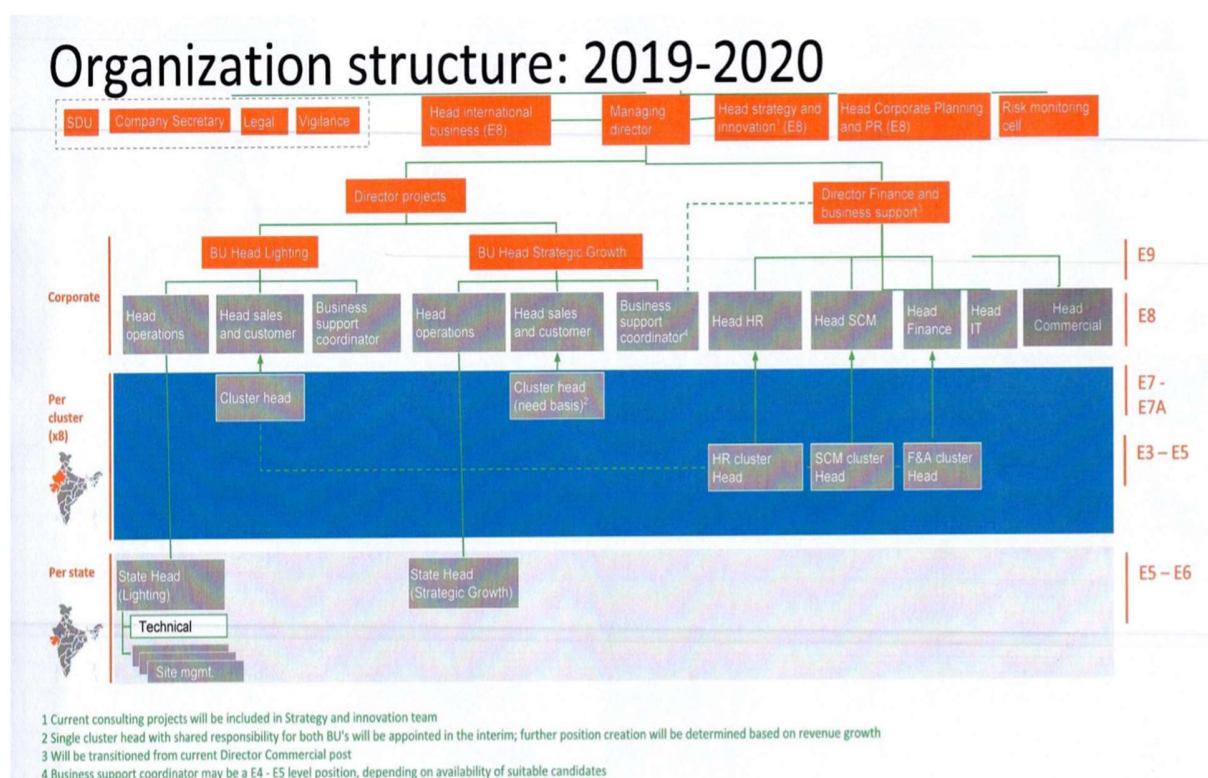 Organization structure: 2019-2020
SDU
Company Secretary
Legal
Vigilance
Head international
business (E8)
Managing
director
Head strategy and
innovation¹ (E8)
Head Corporate Planning
and PR (E8)
Risk monitoring
cell
Director projects
Director Finance and
business support³
BU Head Lighting
BU Head Strategic Growth
E9
Corporate
Head
operations
Head sales
and customer
Business
support
coordinator
Head
operations
Head sales
and customer
Business
support
coordinator⁴
Head HR
Head SCM
Head
Finance
Head
IT
Head
Commercial
E8
Per
cluster
(x8)
Cluster head
Cluster head
(need basis)²
E7 -
E7A
HR cluster
Head
SCM cluster
Head
F&A cluster
Head
E3 – E5
Per state
State Head
(Lighting)
State Head
(Strategic Growth)
E5 – E6
Technical
Site mgmt.
1 Current consulting projects will be included in Strategy and innovation team
2 Single cluster head with shared responsibility for both BU's will be appointed in the interim; further position creation will be determined based on revenue growth
3 Will be transitioned from current Director Commercial post
4 Business support coordinator may be a E4 - E5 level position, depending on availability of suitable candidates